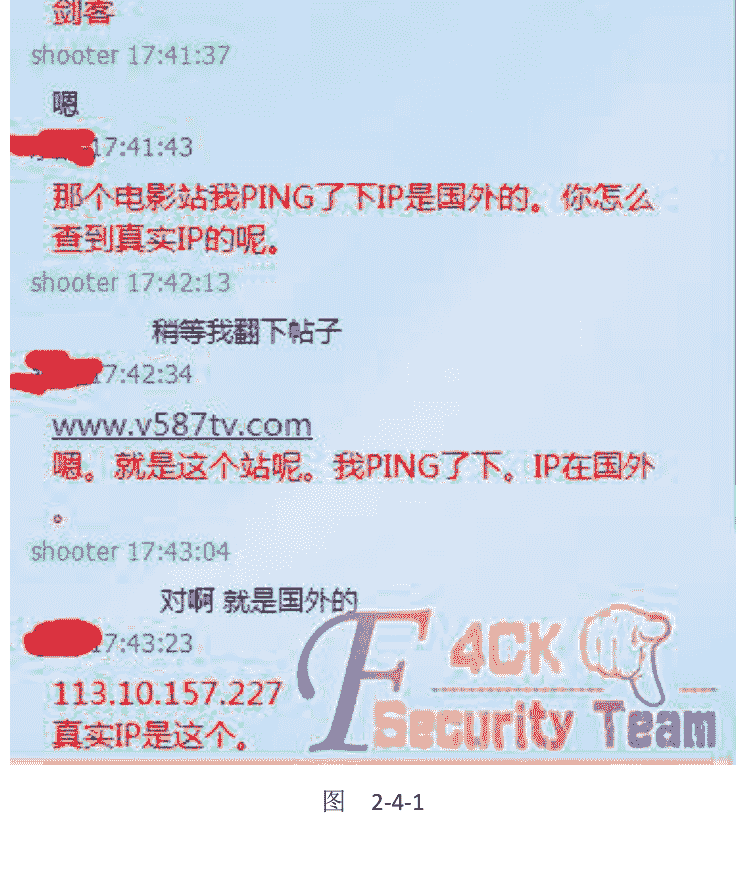 剑客
shooter 17:41:37
嗯
17:41:43
那个电影站我PING了下IP是国外的。你怎么
查到真实IP的呢。
shooter 17:42:13
稍等我翻下帖子
17:42:34
www.v587tv.com
嗯。就是这个站呢。我PING了下。IP在国外
。
shooter 17:43:04
对啊 就是国外的
17:43:23
113.10.157.227
真实IP是这个。
F4CK
Security Team
图 2-4-1